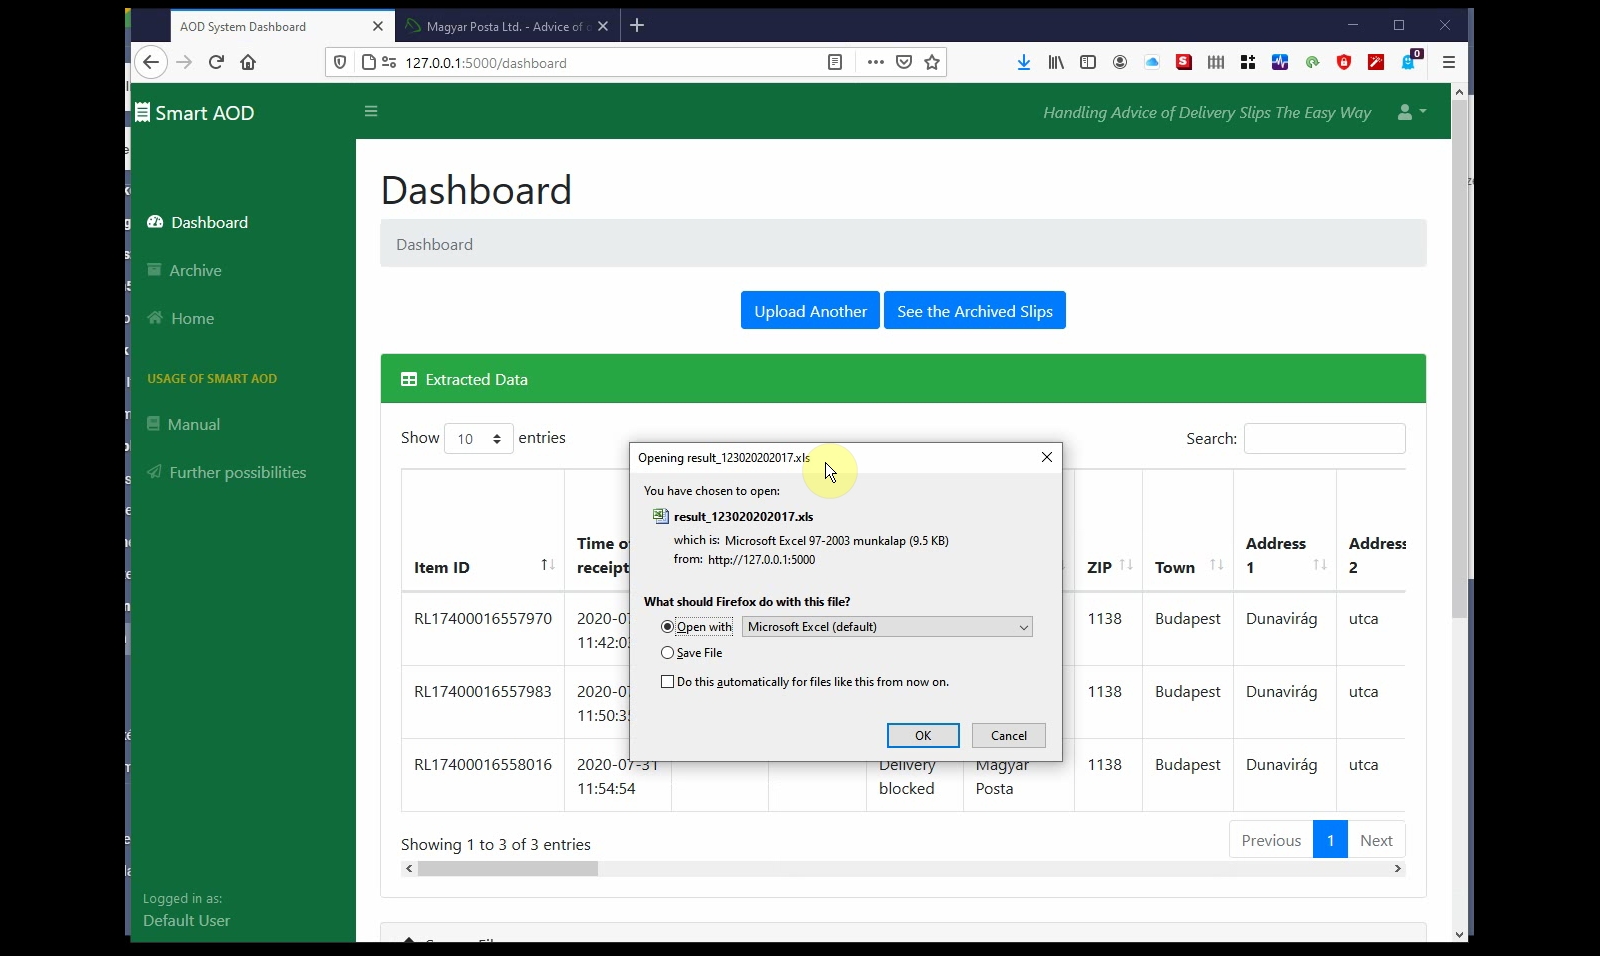 AOD System Dashboard
Magyar Posta Ltd. - Advice of
127.0.0.1:5000/dashboard
0
Smart AOD
Handling Advice of Delivery Slips The Easy Way
Dashboard
Archive
Home
USAGE OF SMART AOD
Manual
Further possibilities
Logged in as:
Default User
Dashboard
Dashboard
Upload Another
See the Archived Slips
Extracted Data
Show 10 entries
Search:
Item ID
Time o
receipt
ZIP
Town
Address
1
Address
2
RL17400016557970
2020-07
11:42:0
1138
Budapest
Dunavirág
utca
RL17400016557983
2020-07
11:50:3
1138
Budapest
Dunavirág
utca
RL17400016558016
2020-07-31
11:54:54
Delivery
blocked
Magyar
Posta
1138
Budapest
Dunavirág
utca
Showing 1 to 3 of 3 entries
Previous
1
Next
Opening result_123020202017.xls
You have chosen to open:
result_123020202017.xls
which is: Microsoft Excel 97-2003 munkalap (9.5 KB)
from: http://127.0.0.1:5000
What should Firefox do with this file?
Open with
Microsoft Excel (default)
Save File
Do this automatically for files like this from now on.
OK
Cancel